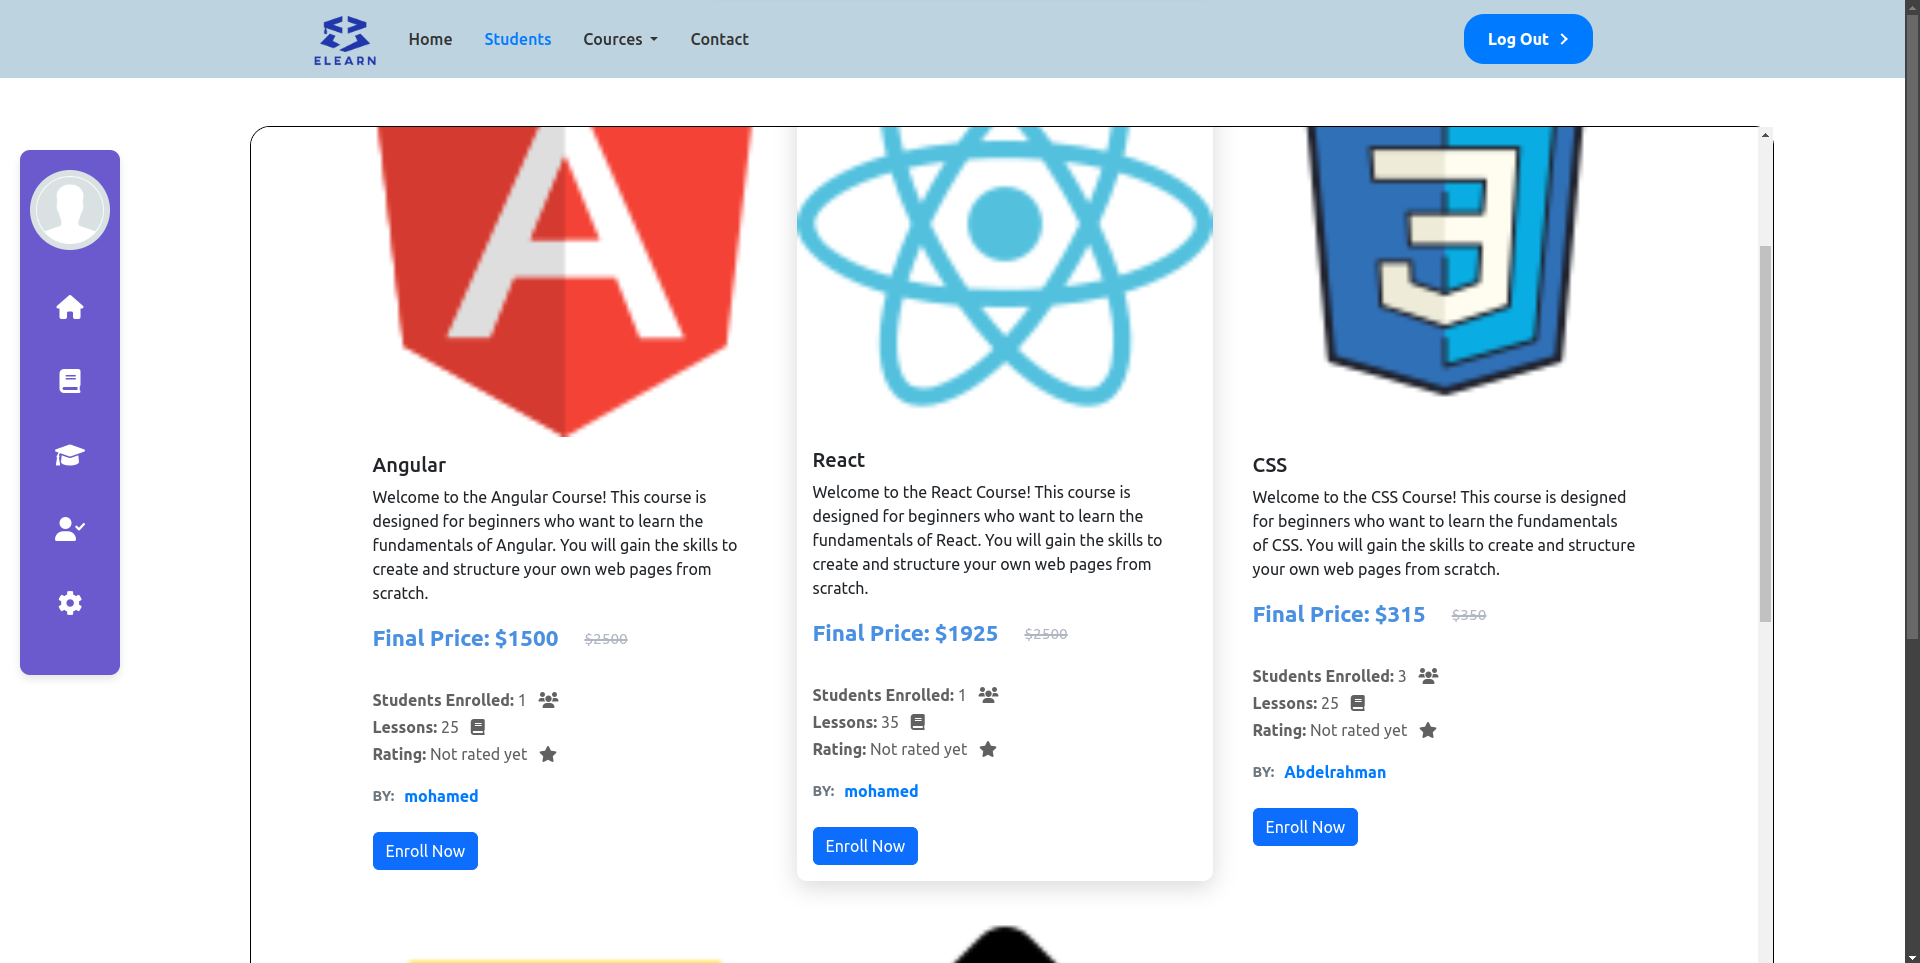 ELEARN
Home
Students
Cources
Contact
Log Out
Angular
Welcome to the Angular Course! This course is
designed for beginners who want to learn the
fundamentals of Angular. You will gain the skills to
create and structure your own web pages from
scratch.
Final Price: $1500 $2500
Students Enrolled: 1
Lessons: 25
Rating: Not rated yet
BY: mohamed
Enroll Now
React
Welcome to the React Course! This course is
designed for beginners who want to learn the
fundamentals of React. You will gain the skills to
create and structure your own web pages from
scratch.
Final Price: $1925 $2500
Students Enrolled: 1
Lessons: 35
Rating: Not rated yet
BY: mohamed
Enroll Now
CSS
Welcome to the CSS Course! This course is designed
for beginners who want to learn the fundamentals
of CSS. You will gain the skills to create and structure
your own web pages from scratch.
Final Price: $315 $350
Students Enrolled: 3
Lessons: 25
Rating: Not rated yet
BY: Abdelrahman
Enroll Now